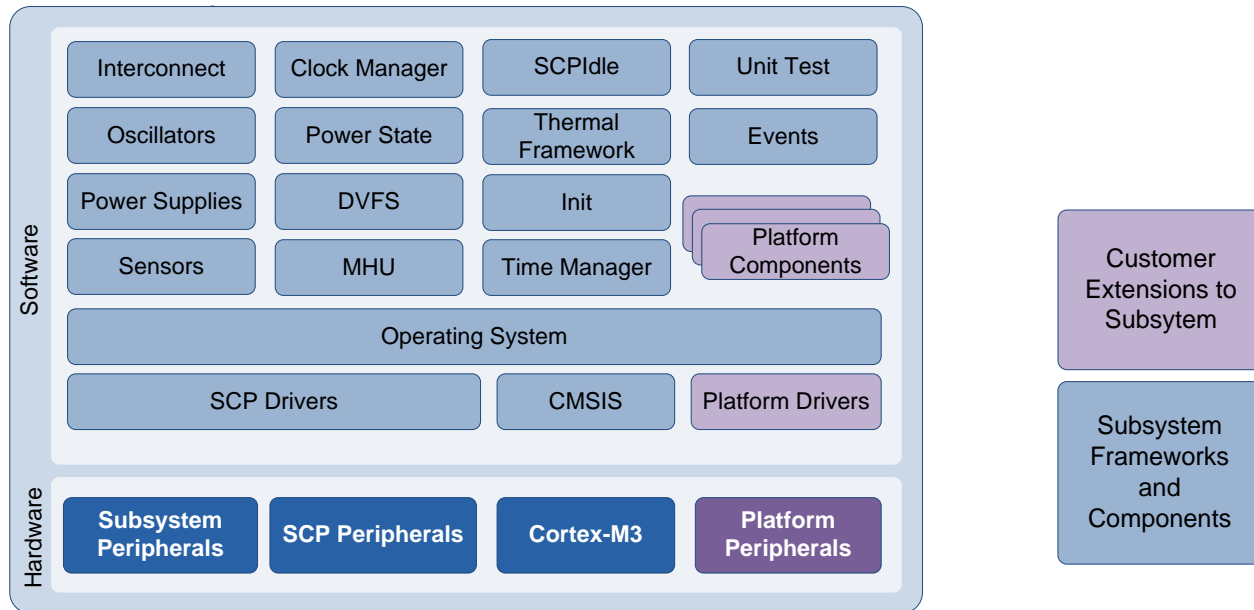 Interconnect
Clock Manager
SCPIdle
Unit Test
Oscillators
Power State
Thermal
Framework
Events
Power Supplies
DVFS
Init
Platform
Components
Sensors
MHU
Time Manager
Operating System
SCP Drivers
CMSIS
Platform Drivers
Software
Subsystem
Peripherals
SCP Peripherals
Cortex-M3
Platform
Peripherals
Hardware
Customer
Extensions to
Subsytem
Subsystem
Frameworks
and
Components